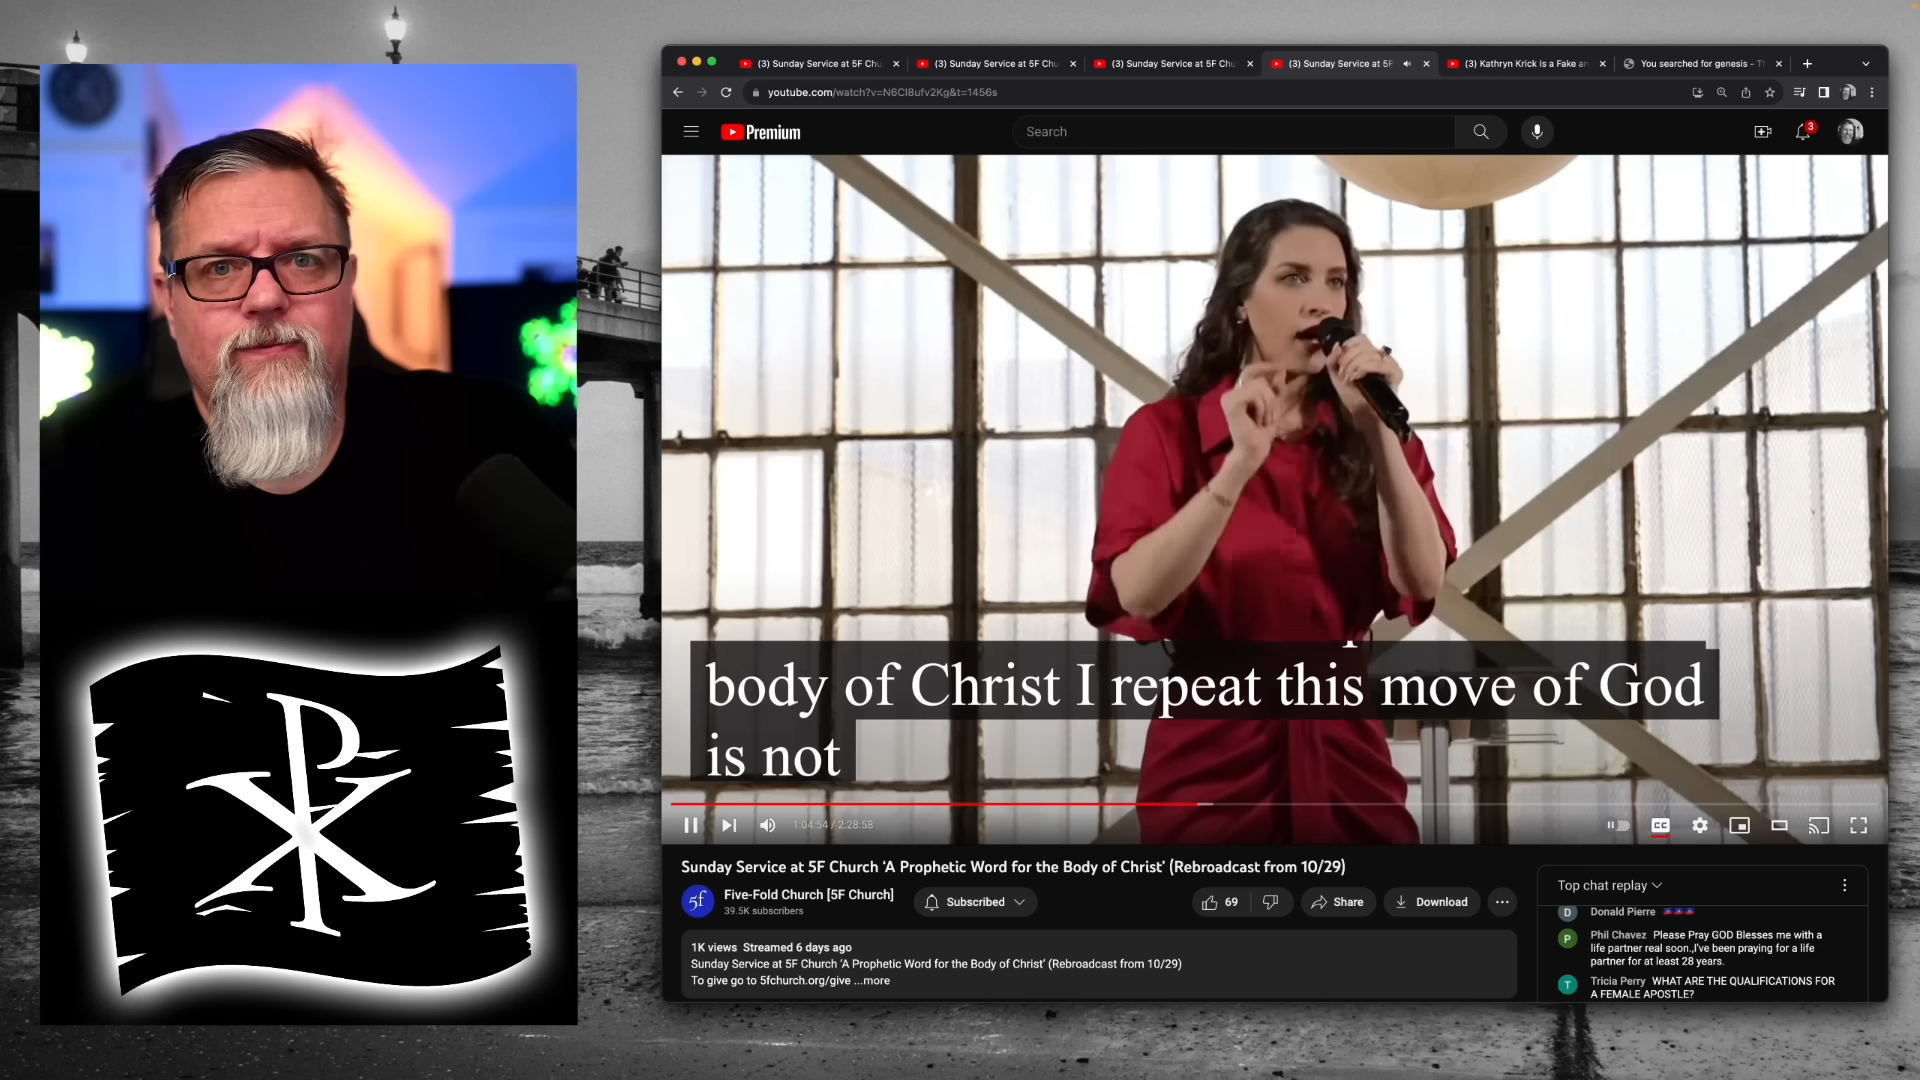 (3) Sunday Service at 5F Chu
(3) Sunday Service at 5F Chu
(3) Sunday Service at 5F Chu
(3) Sunday Service at 5F
(3) Kathryn Krick Is a Fake an
You searched for genesis - Th
youtube.com/watch?v=N6Cl8ufv2Kg&t=1456s
Premium
Search
3
body of Christ I repeat this move of God
is not
1:04:54 / 2:28:58
CC
Sunday Service at 5F Church 'A Prophetic Word for the Body of Christ' (Rebroadcast from 10/29)
5f
Five-Fold Church [5F Church]
39.5K subscribers
Subscribed
69
Share
Download
1K views Streamed 6 days ago
Sunday Service at 5F Church 'A Prophetic Word for the Body of Christ' (Rebroadcast from 10/29)
To give go to 5fchurch.org/give ...more
Top chat replay
D Donald Pierre
P Phil Chavez Please Pray GOD Blesses me with a
life partner real soon.,I've been praying for a life
partner for at least 28 years.
T Tricia Perry WHAT ARE THE QUALIFICATIONS FOR
A FEMALE APOSTLE?